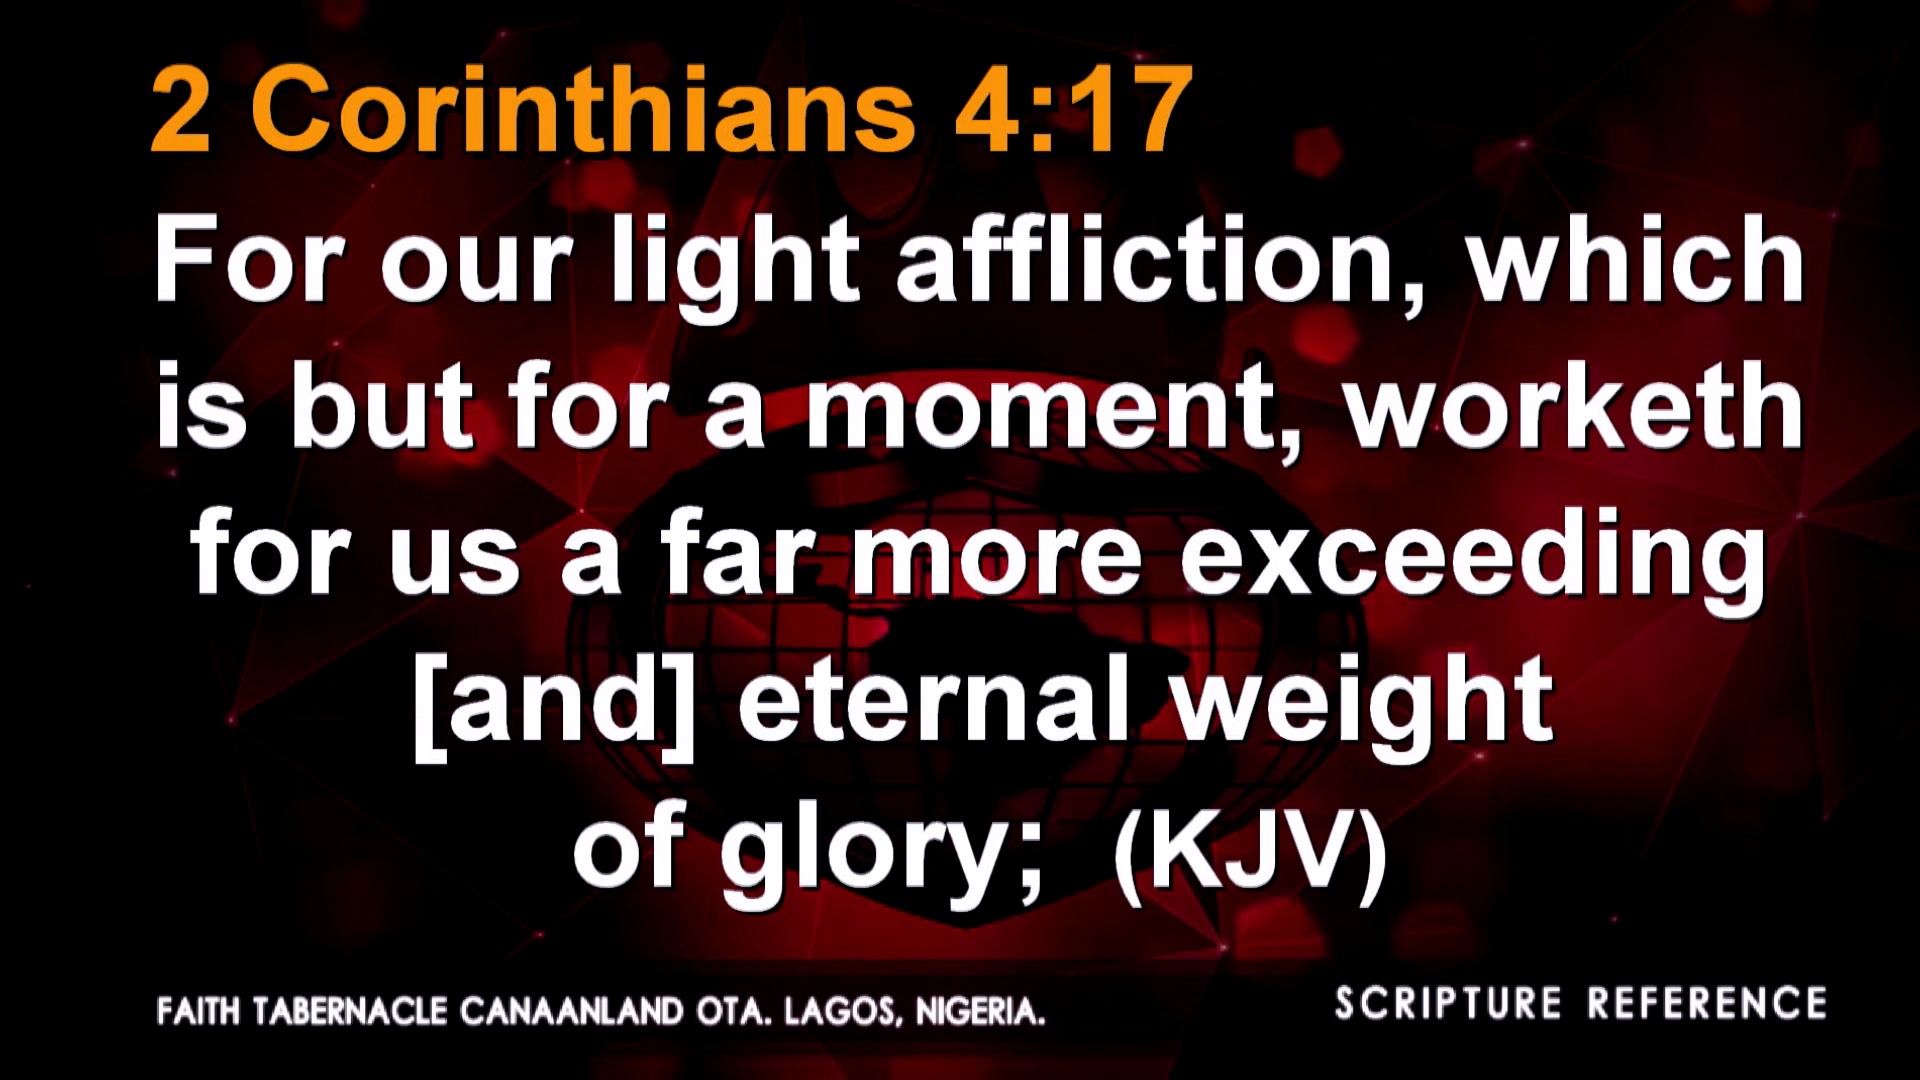 2 Corinthians 4:17
For our light affliction, which
is but for a moment, worketh
for us a far more exceeding
[and] eternal weight
of glory; (KJV)
FAITH TABERNACLE CANAANLAND OTA. LAGOS, NIGERIA.
SCRIPTURE REFERENCE